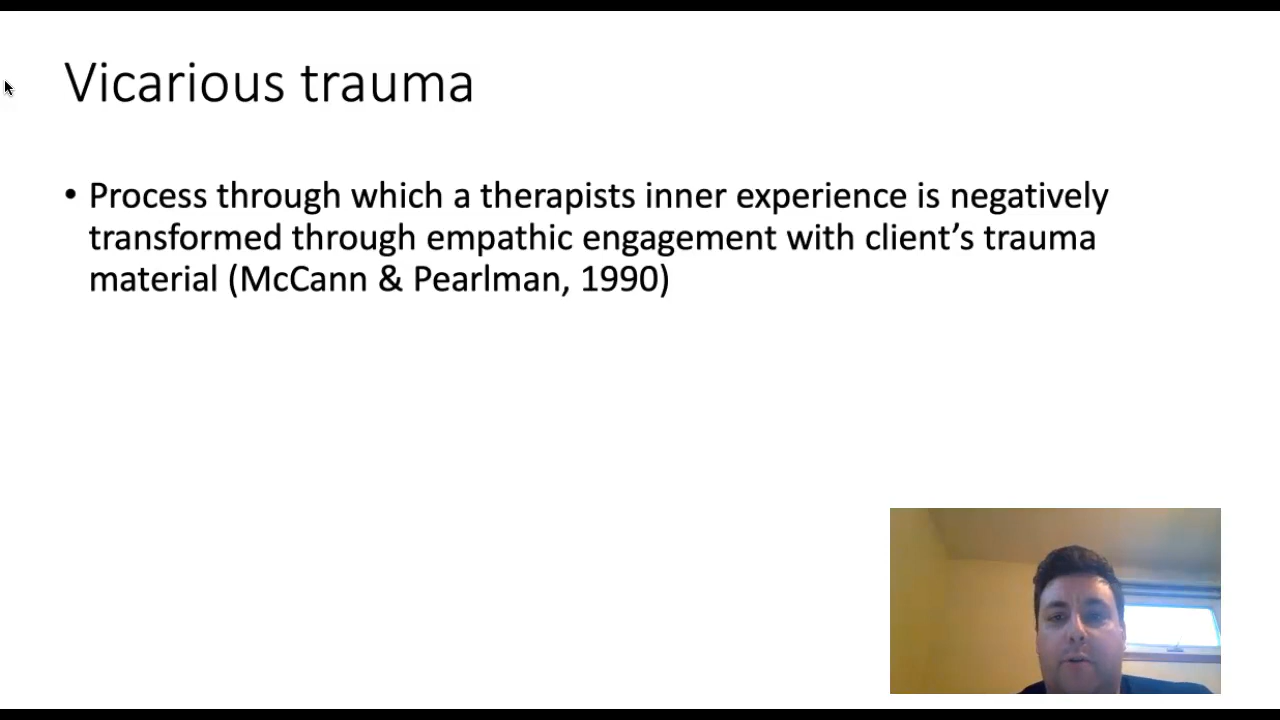 Vicarious trauma
• Process through which a therapists inner experience is negatively
transformed through empathic engagement with client’s trauma
material (McCann & Pearlman, 1990)